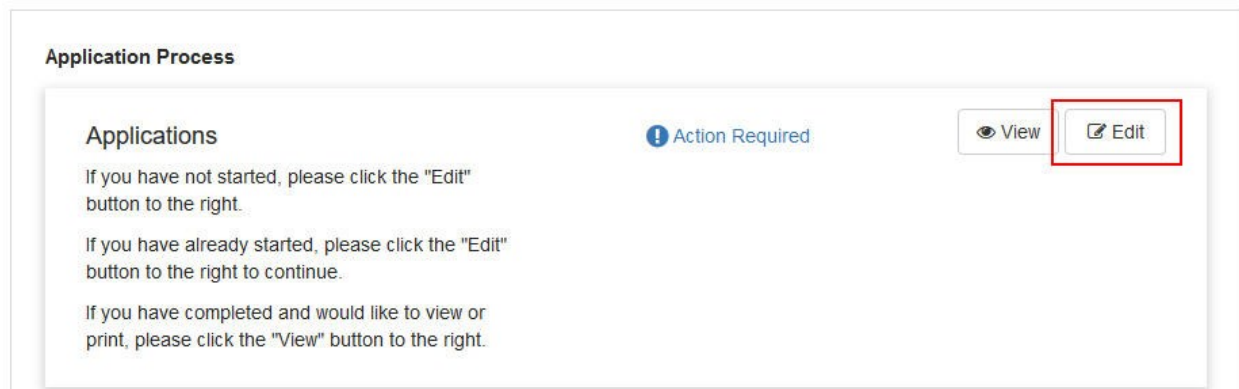 Application Process
Applications
Action Required
View
Edit
If you have not started, please click the "Edit"
button to the right.
If you have already started, please click the "Edit"
button to the right to continue.
If you have completed and would like to view or
print, please click the "View" button to the right.